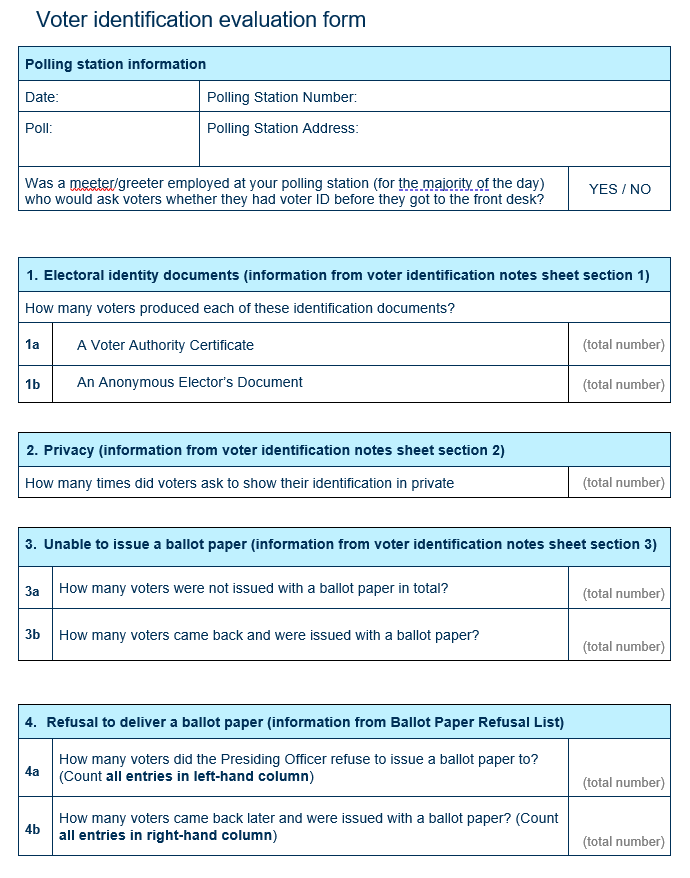 Voter identification evaluation form
Polling station information
Date:
Polling Station Number:
Poll:
Polling Station Address:
Was a meeter/greeter employed at your polling station (for the majority of the day)
who would ask voters whether they had voter ID before they got to the front desk?
YES / NO
1. Electoral identity documents (information from voter identification notes sheet section 1)
How many voters produced each of these identification documents?
1a
A Voter Authority Certificate
(total number)
1b
An Anonymous Elector’s Document
(total number)
2. Privacy (information from voter identification notes sheet section 2)
How many times did voters ask to show their identification in private
(total number)
3. Unable to issue a ballot paper (information from voter identification notes sheet section 3)
3a
How many voters were not issued with a ballot paper in total?
(total number)
3b
How many voters came back and were issued with a ballot paper?
(total number)
4. Refusal to deliver a ballot paper (information from Ballot Paper Refusal List)
4a
How many voters did the Presiding Officer refuse to issue a ballot paper to?
(Count all entries in left-hand column)
(total number)
4b
How many voters came back later and were issued with a ballot paper? (Count
all entries in right-hand column)
(total number)